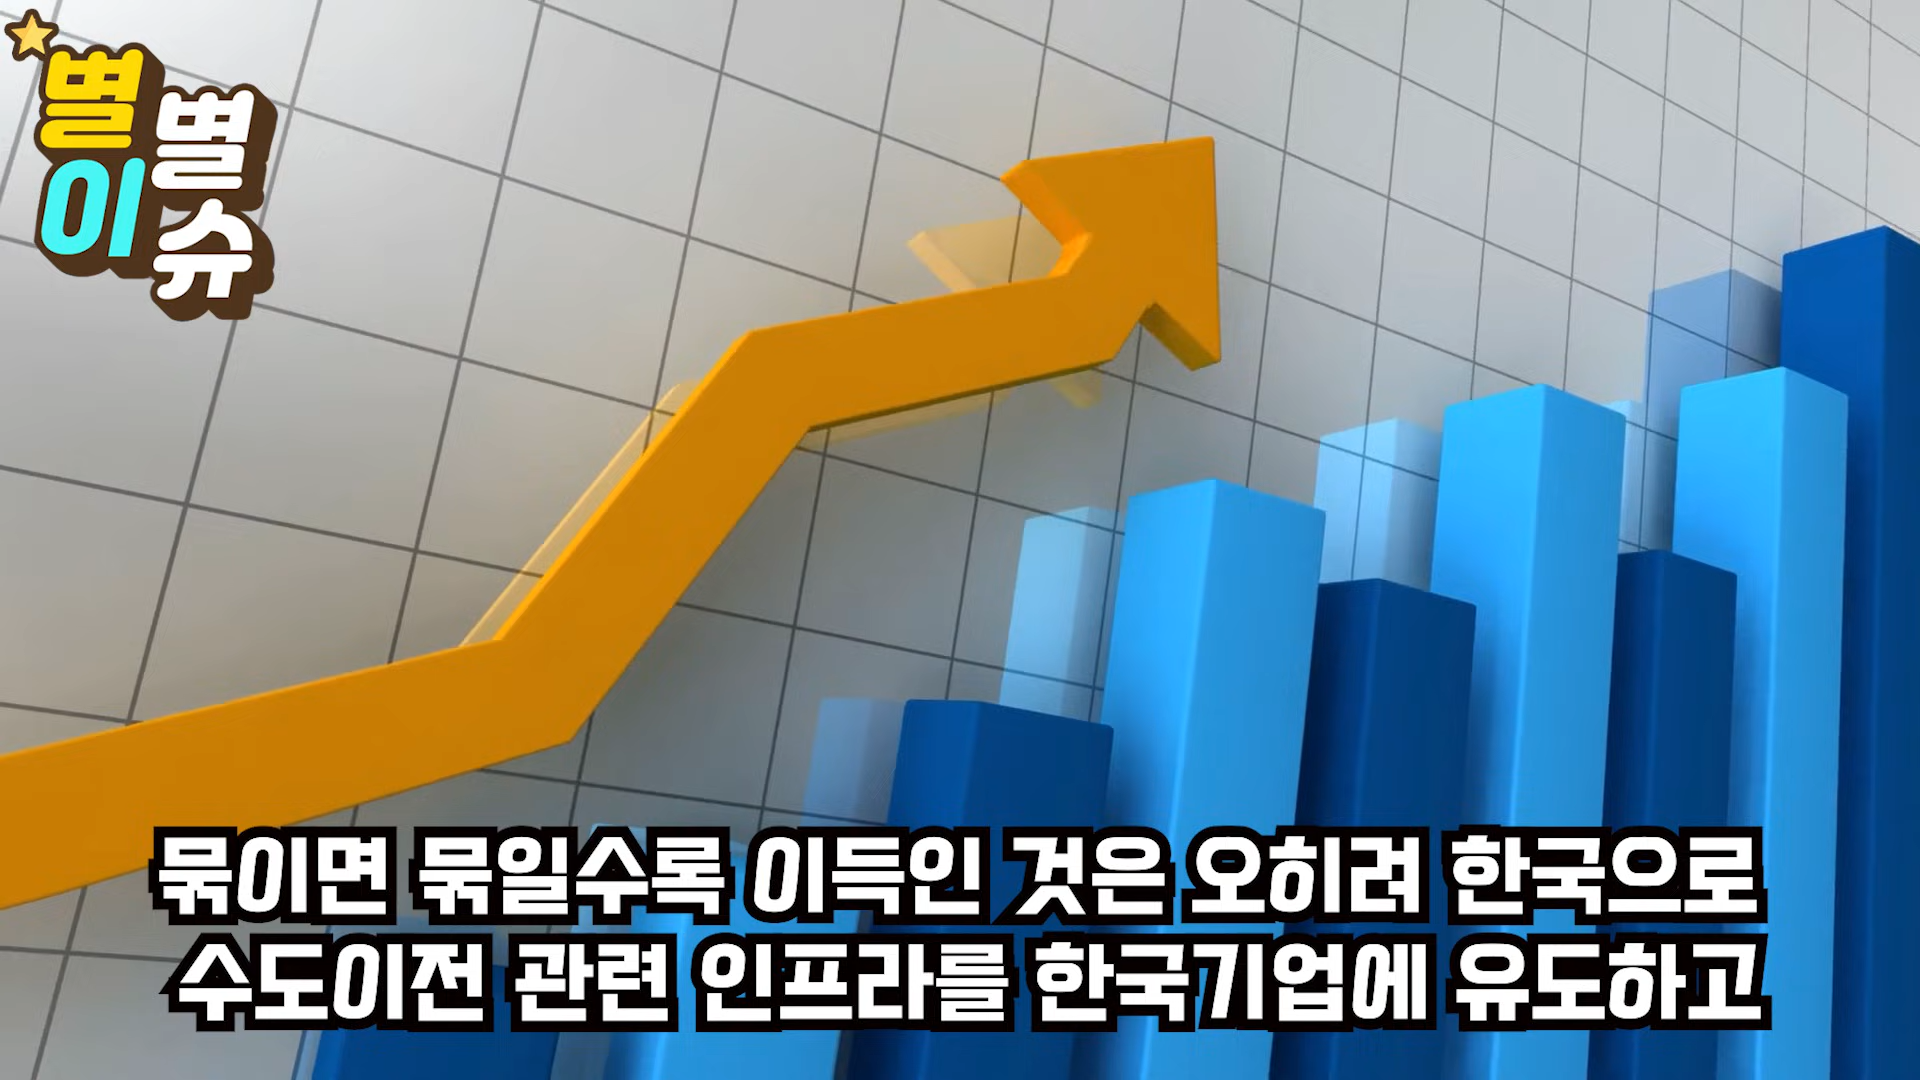 별별
이슈
묶이면 묶일수록 이득인 것은 오히려 한국으로
수도이전 관련 인프라를 한국기업에 유도하고